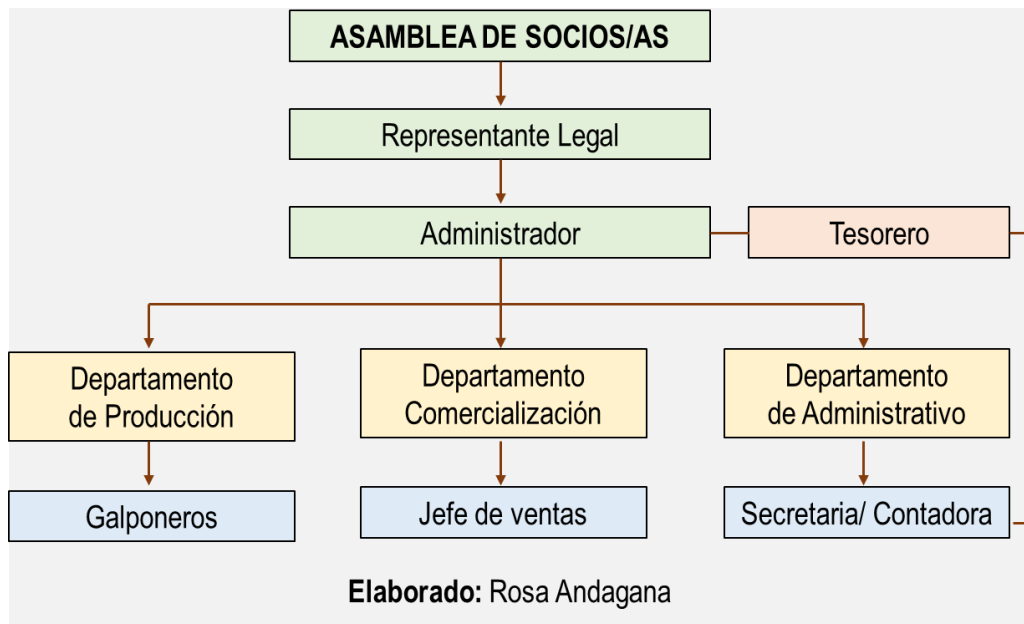 ASAMBLEA DE SOCIOS/AS
Representante Legal
Administrador
Tesorero
Departamento
de Producción
Departamento
Comercialización
Departamento
de Administrativo
Galponeros
Jefe de ventas
Secretaria/ Contadora
Elaborado: Rosa Andagana